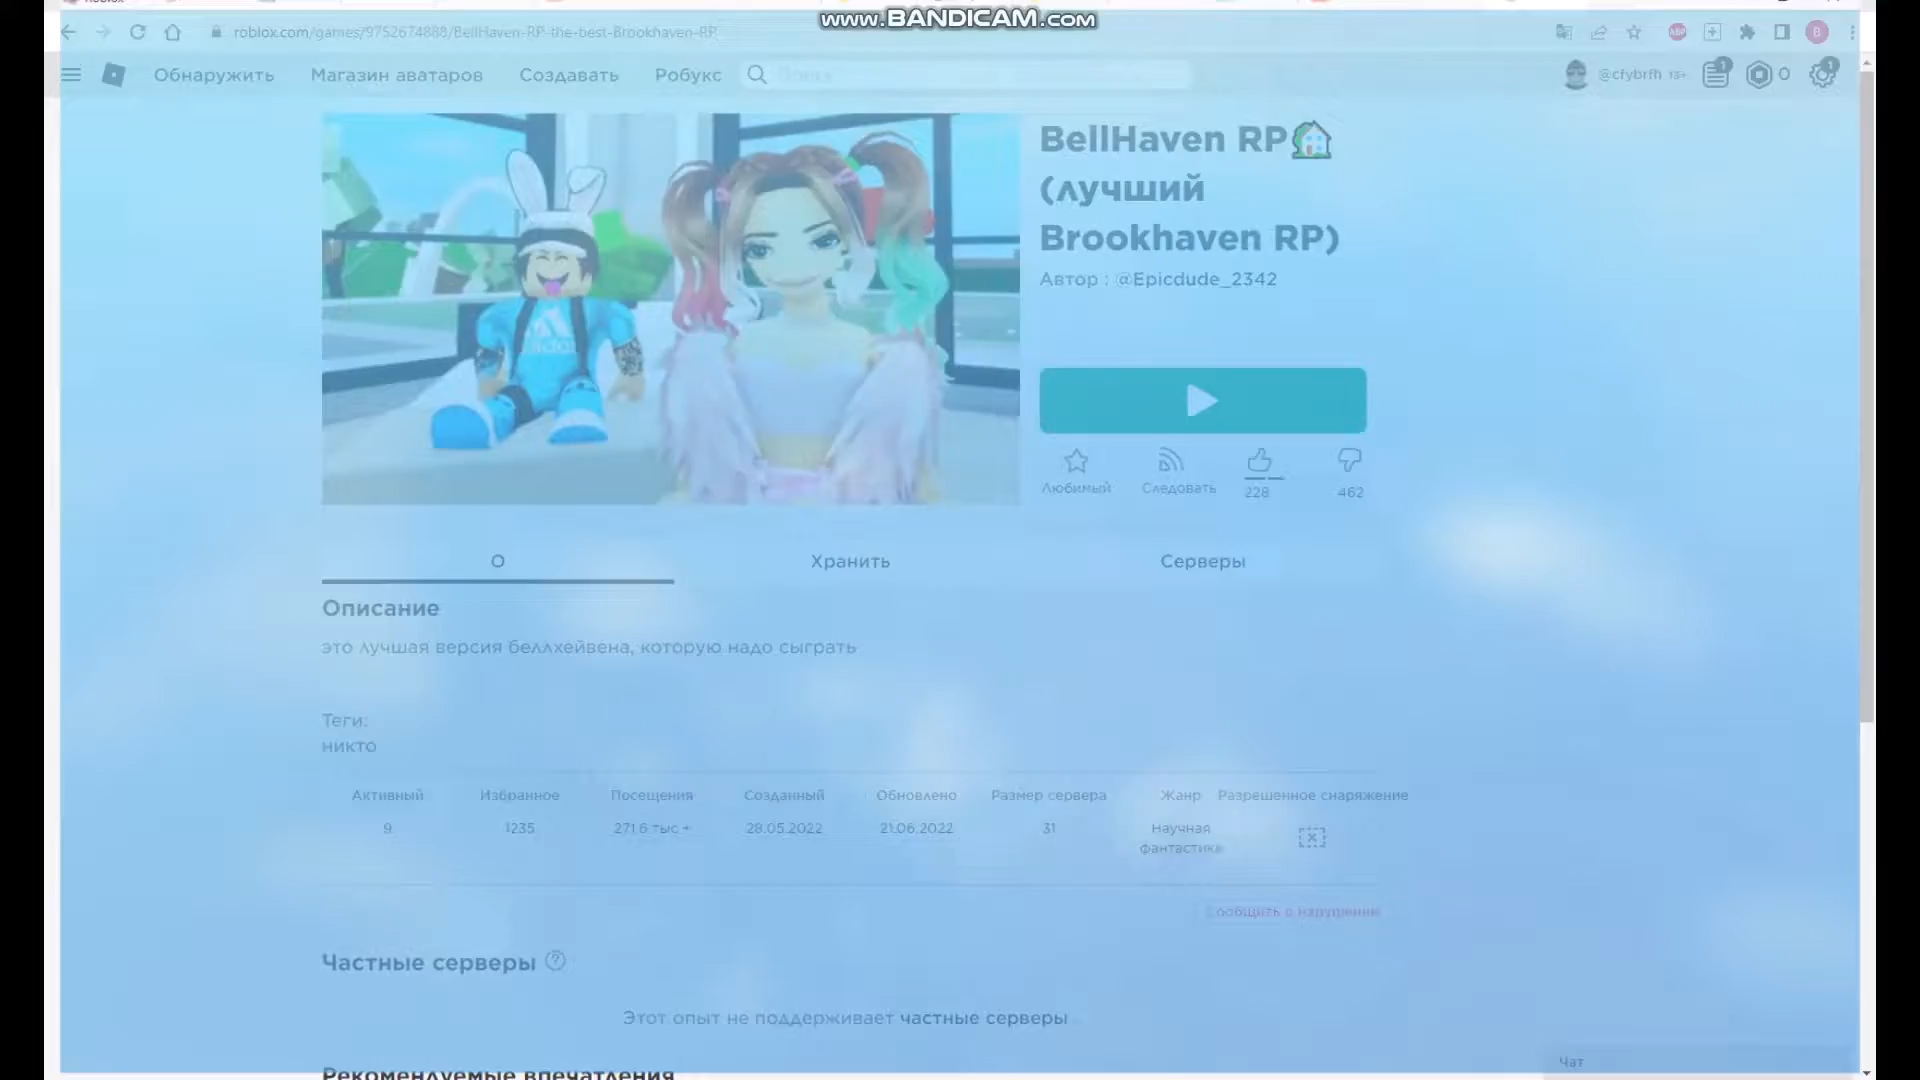 www.BANDICAM.com
roblox.com/games/9752674888/BellHaven-RP-the-best-Brookhaven-RP
ABP
B
Обнаружить
Магазин аватаров
Создавать
Робукс
Поиск
@cfybrfh 13+
1
0
1
BellHaven RP
(лучший
Brookhaven RP)
Автор : @Epicdude_2342
Любимый
Следовать
228
462
О
Хранить
Серверы
Описание
это лучшая версия беллхейвена, которую надо сыграть
Теги:
никто
Активный Избранное Посещения Созданный Обновлено Размер сервера Жанр Разрешенное снаряжение
9 1235 271.6 тыс + 28.05.2022 21.06.2022 31 Научная
фантастика
Сообщить о нарушении
Частные серверы
Этот опыт не поддерживает частные серверы
Рекомендуемые впечатления
Чат